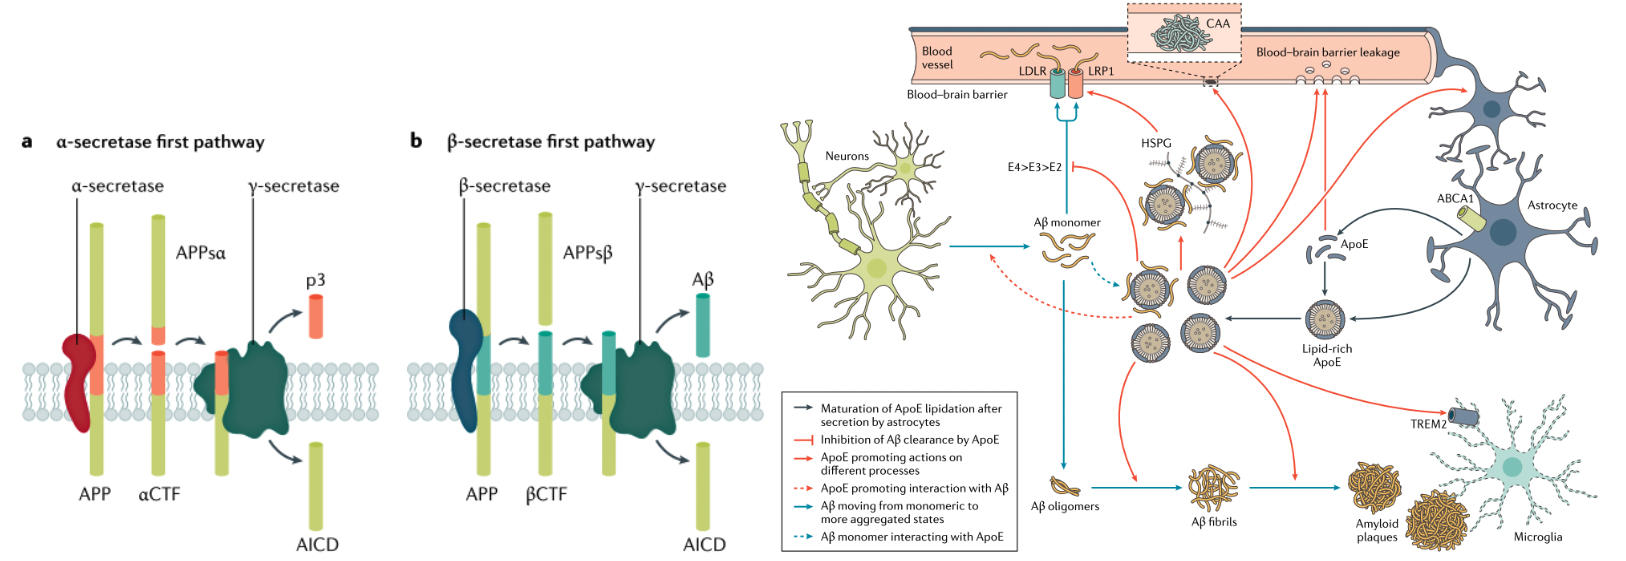 a α-secretase first pathway
α-secretase
γ-secretase
APPsα
p3
APP
αCTF
AICD
b β-secretase first pathway
β-secretase
γ-secretase
APPsβ
Aβ
APP
βCTF
AICD
CAA
Blood
vessel
LDLR
LRP1
Blood–brain barrier leakage
Blood–brain barrier
Neurons
E4>E3>E2
HSPG
Aβ monomer
ABCA1
Astrocyte
ApoE
Lipid-rich
ApoE
TREM2
Aβ oligomers
Aβ fibrils
Amyloid
plaques
Microglia
Maturation of ApoE lipidation after
secretion by astrocytes
Inhibition of Aβ clearance by ApoE
ApoE promoting actions on
different processes
ApoE promoting interaction with Aβ
Aβ moving from monomeric to
more aggregated states
Aβ monomer interacting with ApoE